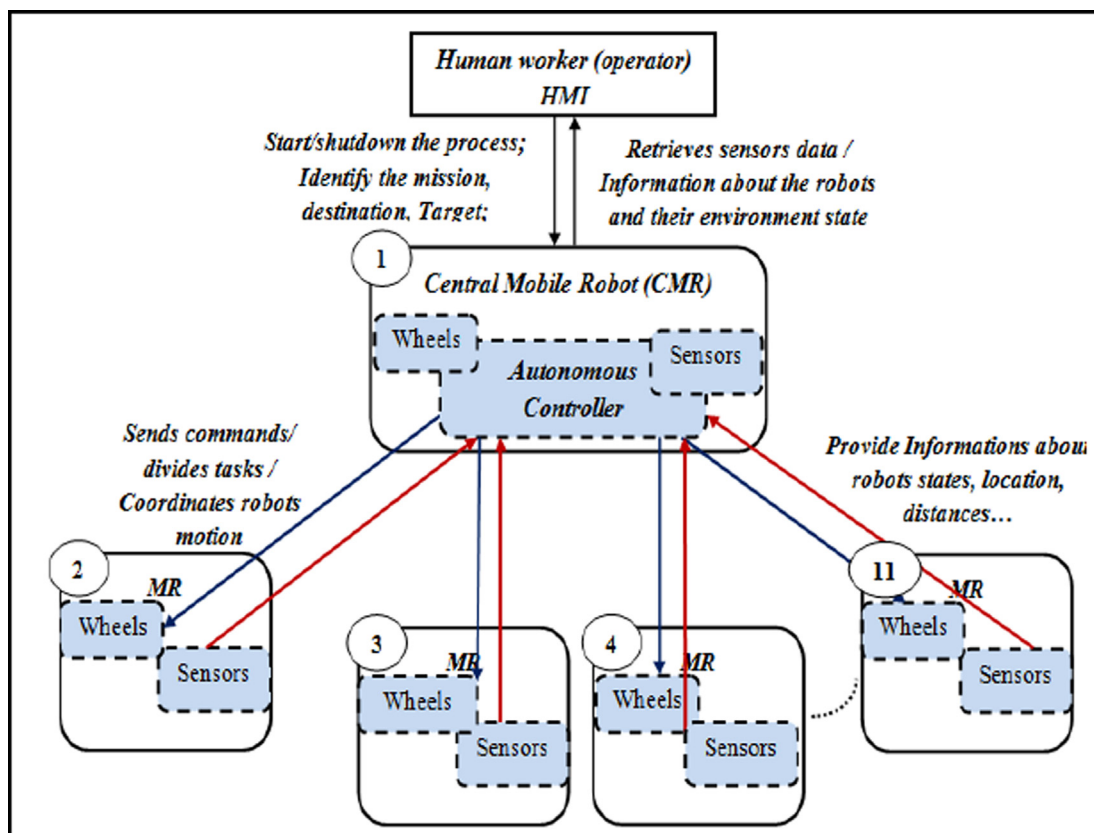 Human worker (operator)
HMI
Start/shutdown the process;
Identify the mission,
destination, Target;
Retrieves sensors data /
Information about the robots
and their environment state
1
Central Mobile Robot (CMR)
Wheels
Sensors
Autonomous
Controller
Sends commands/
divides tasks /
Coordinates robots
motion
Provide Informations about
robots states, location,
distances...
2
MR
Wheels
Sensors
3
MR
Wheels
Sensors
4
MR
Wheels
Sensors
11
MR
Wheels
Sensors